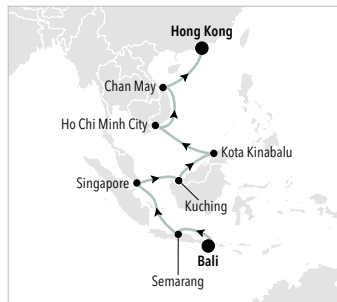 Hong Kong
Chan May
Ho Chi Minh City
Kota Kinabalu
Singapore
Kuching
Bali
Semarang